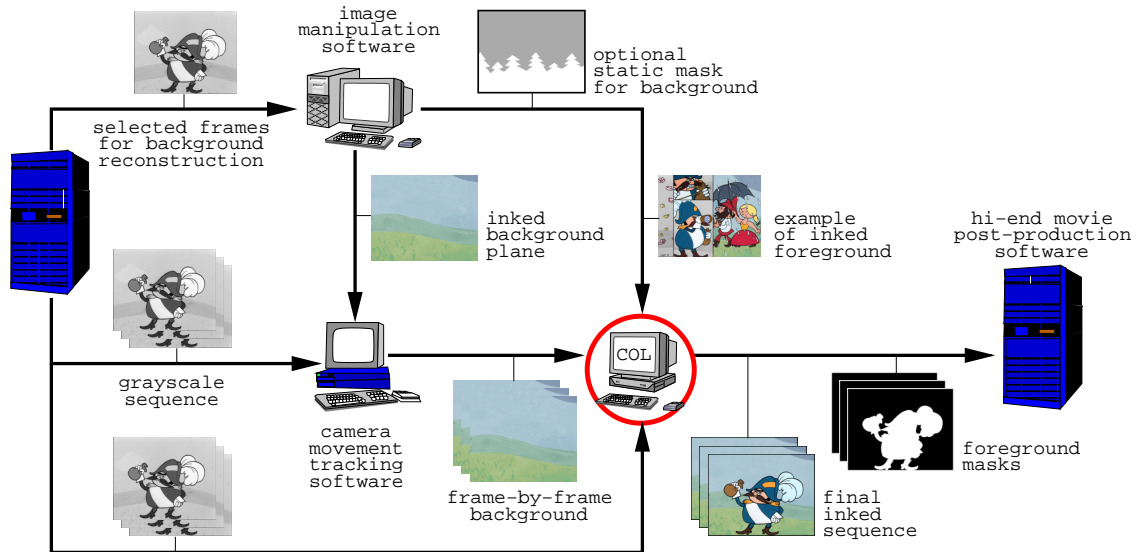 image
manipulation
software
optional
static mask
for background
selected frames
for background
reconstruction
inked
background
plane
example
of inked
foreground
hi-end movie
post-production
software
COL
grayscale
sequence
camera
movement
tracking
software
frame-by-frame
background
final
inked
sequence
foreground
masks